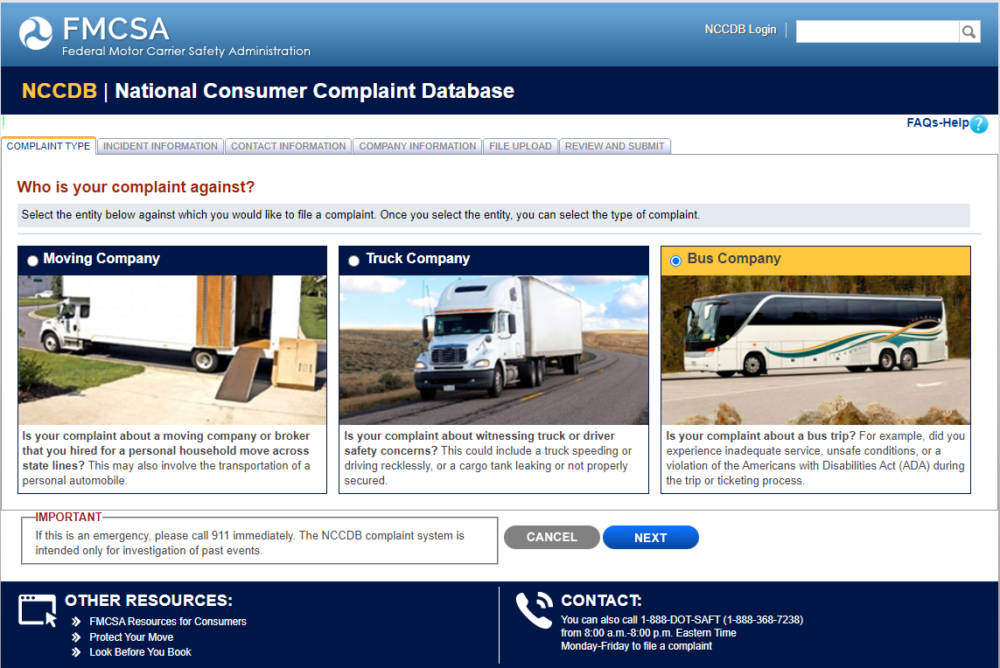 FMCSA
Federal Motor Carrier Safety Administration
NCCDB Login
NCCDB | National Consumer Complaint Database
FAQs-Help ?
COMPLAINT TYPE
INCIDENT INFORMATION
CONTACT INFORMATION
COMPANY INFORMATION
FILE UPLOAD
REVIEW AND SUBMIT
Who is your complaint against?
Select the entity below against which you would like to file a complaint. Once you select the entity, you can select the type of complaint.
Moving Company
Is your complaint about a moving company or broker
that you hired for a personal household move across
state lines? This may also involve the transportation of a
personal automobile.
Truck Company
Is your complaint about witnessing truck or driver
safety concerns? This could include a truck speeding or
driving recklessly, or a cargo tank leaking or not properly
secured.
Bus Company
Is your complaint about a bus trip? For example, did you
experience inadequate service, unsafe conditions, or a
violation of the Americans with Disabilities Act (ADA) during
the trip or ticketing process.
IMPORTANT
If this is an emergency, please call 911 immediately. The NCCDB complaint system is
intended only for investigation of past events.
CANCEL
NEXT
OTHER RESOURCES:
FMCSA Resources for Consumers
Protect Your Move
Look Before You Book
CONTACT:
You can also call 1-888-DOT-SAFT (1-888-368-7238)
from 8:00 a.m.-8:00 p.m. Eastern Time
Monday-Friday to file a complaint